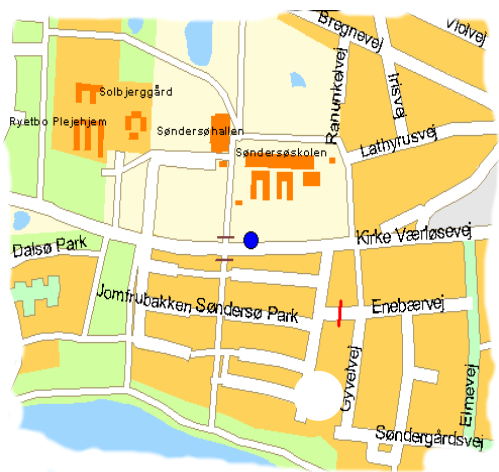 Bregnevej
Violvej
Ranunkelvej
Irisvej
Solbjerggård
Ryetbo Plejehjem
Søndersøhallen
Lathyrusvej
Søndersøskolen
Kirke Værløsevej
Dalsø Park
Jomfrubakken
Søndersø Park
Enebærvej
Gyvelvej
Elmevej
Søndergårdsvej